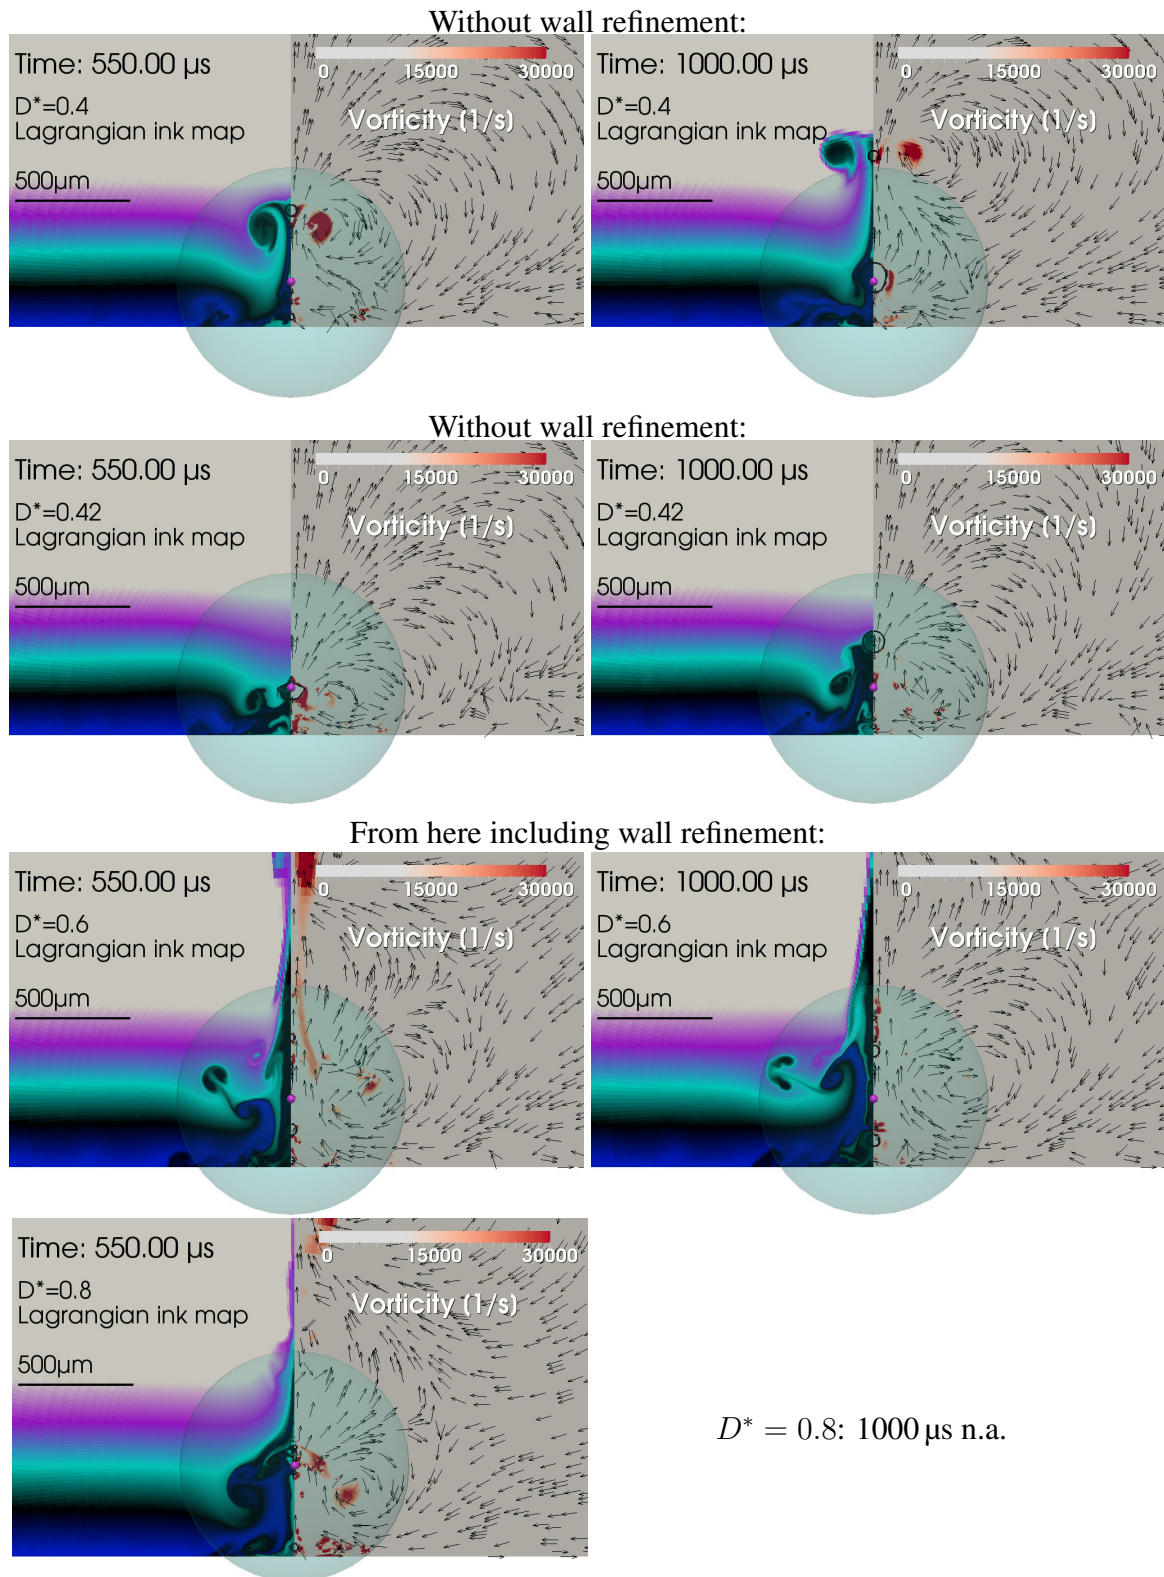 Without wall refinement:
Time: 550.00 µs
D*=0.4
Lagrangian ink map
500µm
0 15000 30000
Vorticity (1/s)
Time: 1000.00 µs
D*=0.4
Lagrangian ink map
500µm
0 15000 30000
Vorticity (1/s)
Without wall refinement:
Time: 550.00 µs
D*=0.42
Lagrangian ink map
500µm
0 15000 30000
Vorticity (1/s)
Time: 1000.00 µs
D*=0.42
Lagrangian ink map
500µm
0 15000 30000
Vorticity (1/s)
From here including wall refinement:
Time: 550.00 µs
D*=0.6
Lagrangian ink map
500µm
0 15000 30000
Vorticity (1/s)
Time: 1000.00 µs
D*=0.6
Lagrangian ink map
500µm
0 15000 30000
Vorticity (1/s)
Time: 550.00 µs
D*=0.8
Lagrangian ink map
500µm
0 15000 30000
Vorticity (1/s)
D* = 0.8: 1000 µs n.a.